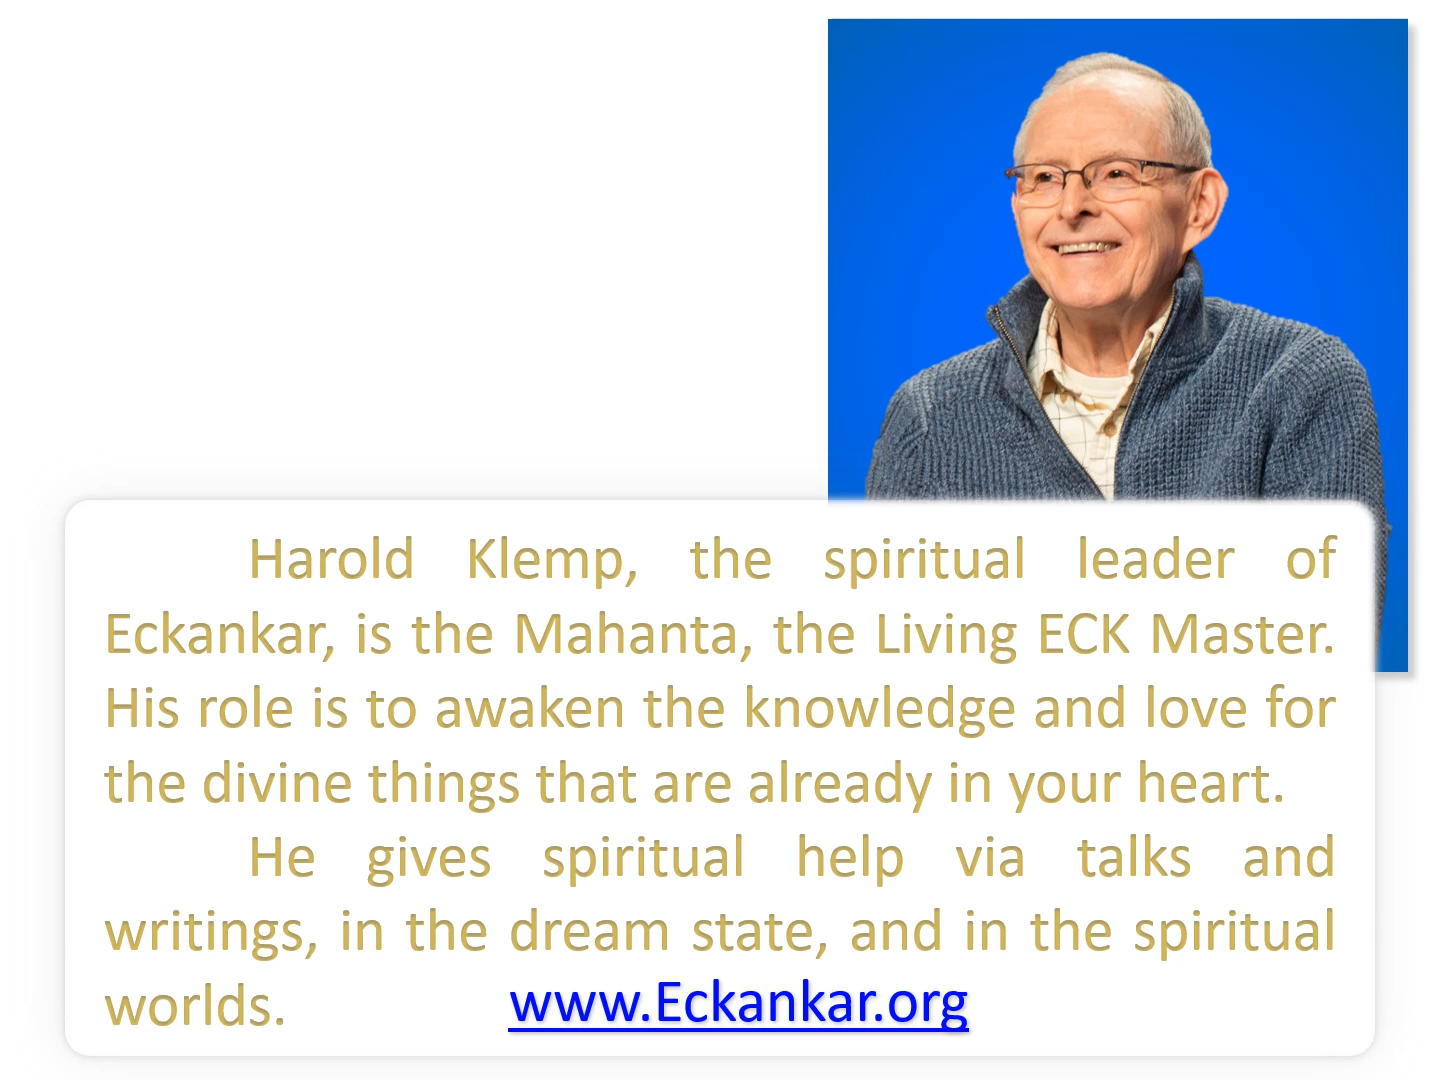 Harold Klemp, the spiritual leader of
Eckankar, is the Mahanta, the Living ECK Master.
His role is to awaken the knowledge and love for
the divine things that are already in your heart.
He gives spiritual help via talks and
writings, in the dream state, and in the spiritual
worlds. www.Eckankar.org